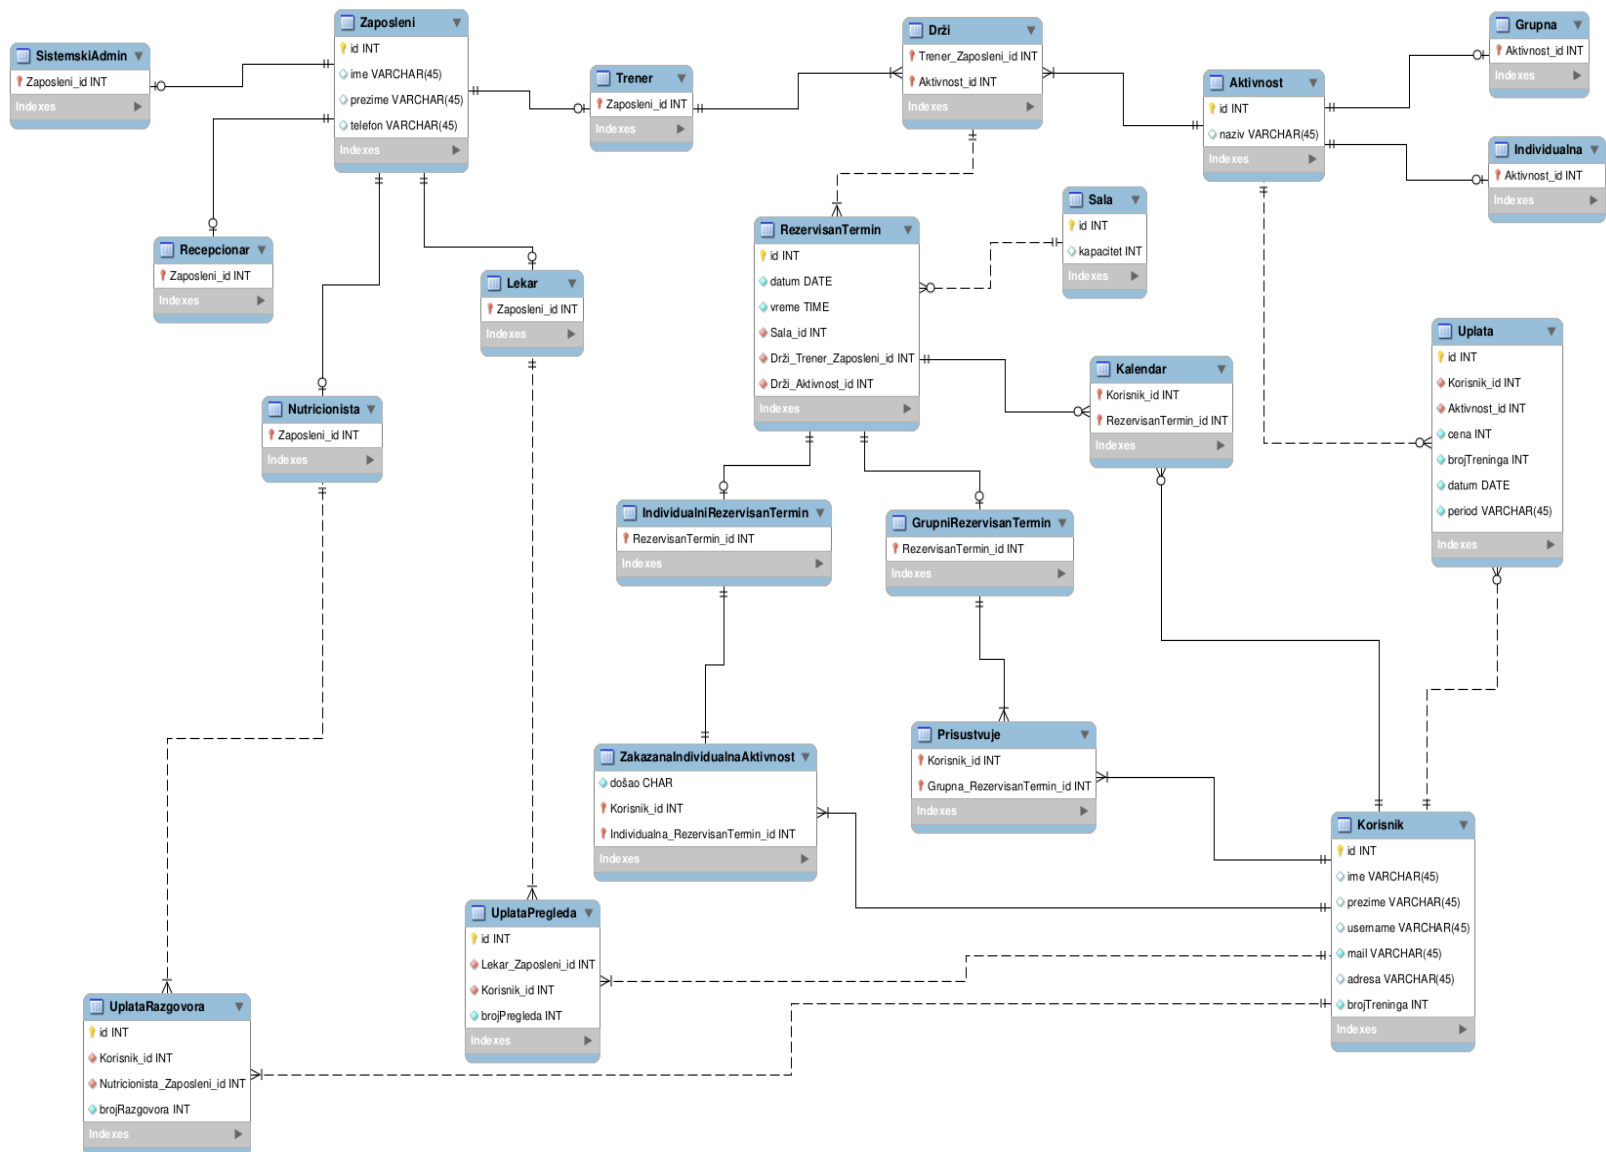 Zaposleni
id INT
ime VARCHAR(45)
prezime VARCHAR(45)
telefon VARCHAR(45)
Indexes
SistemskiAdmin
Zaposleni_id INT
Indexes
Trener
Zaposleni_id INT
Indexes
Drži
Trener_Zaposleni_id INT
Aktivnost_id INT
Indexes
Aktivnost
id INT
naziv VARCHAR(45)
Indexes
Grupna
Aktivnost_id INT
Indexes
Individualna
Aktivnost_id INT
Indexes
Recepcionar
Zaposleni_id INT
Indexes
Lekar
Zaposleni_id INT
Indexes
RezervisanTermin
id INT
datum DATE
vreme TIME
Sala_id INT
Drži_Trener_Zaposleni_id INT
Drži_Aktivnost_id INT
Indexes
Sala
id INT
kapacitet INT
Indexes
Kalendar
Korisnik_id INT
RezervisanTermin_id INT
Indexes
Uplata
id INT
Korisnik_id INT
Aktivnost_id INT
cena INT
brojTreninga INT
datum DATE
period VARCHAR(45)
Indexes
Nutricionista
Zaposleni_id INT
Indexes
IndividualniRezervisanTermin
RezervisanTermin_id INT
Indexes
GrupniRezervisanTermin
RezervisanTermin_id INT
Indexes
ZakazanaIndividualnaAktivnost
došao CHAR
Korisnik_id INT
Individualna_RezervisanTermin_id INT
Indexes
Prisustvuje
Korisnik_id INT
Grupna_RezervisanTermin_id INT
Indexes
Korisnik
id INT
ime VARCHAR(45)
prezime VARCHAR(45)
username VARCHAR(45)
mail VARCHAR(45)
adresa VARCHAR(45)
brojTreninga INT
Indexes
UplataPregleda
id INT
Lekar_Zaposleni_id INT
Korisnik_id INT
brojPregleda INT
Indexes
UplataRazgovora
id INT
Korisnik_id INT
Nutricionista_Zaposleni_id INT
brojRazgovora INT
Indexes